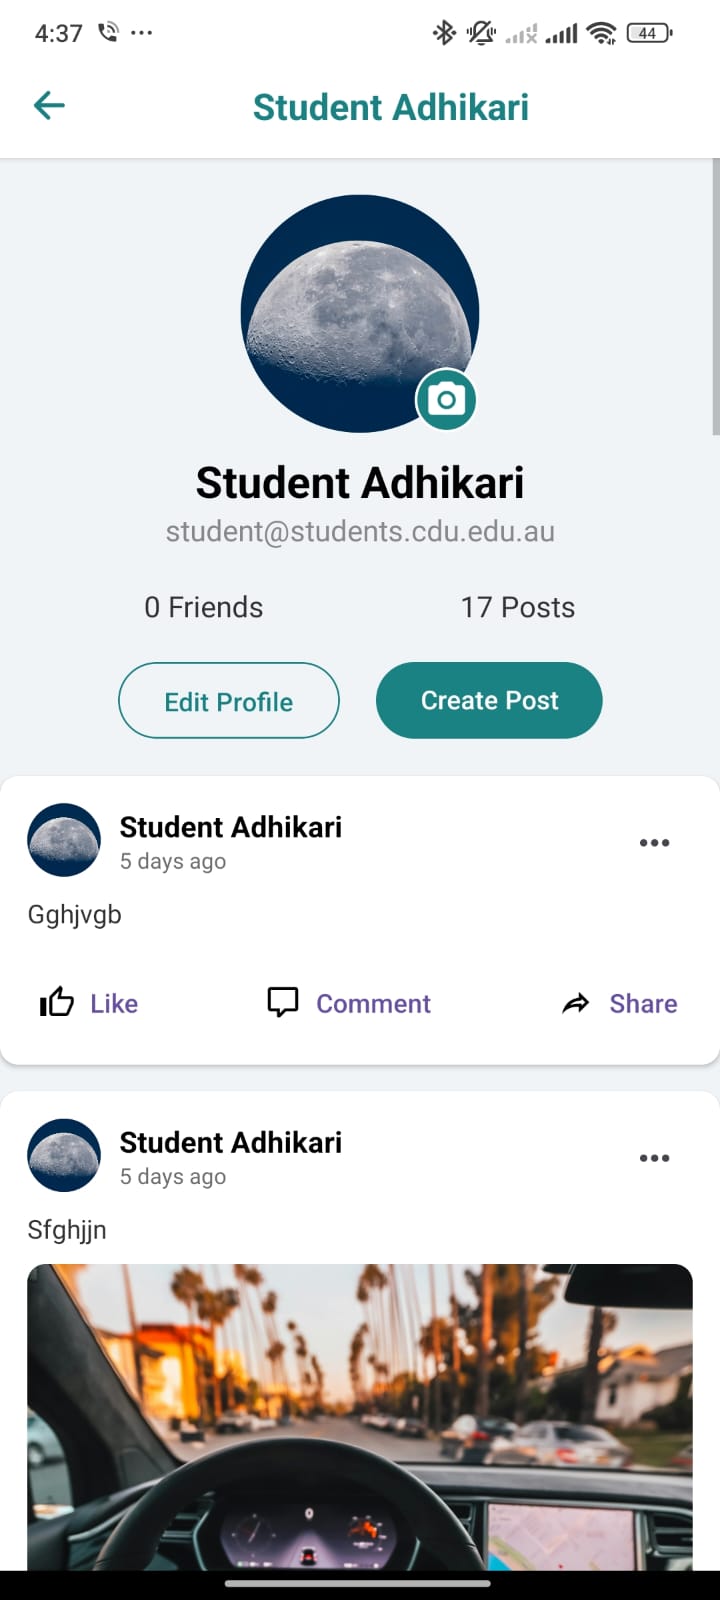 4:37
44
Student Adhikari
Student Adhikari
student@students.cdu.edu.au
0 Friends 17 Posts
Edit Profile Create Post
Student Adhikari
5 days ago
Gghjvgb
Like Comment Share
Student Adhikari
5 days ago
Sfghjjn